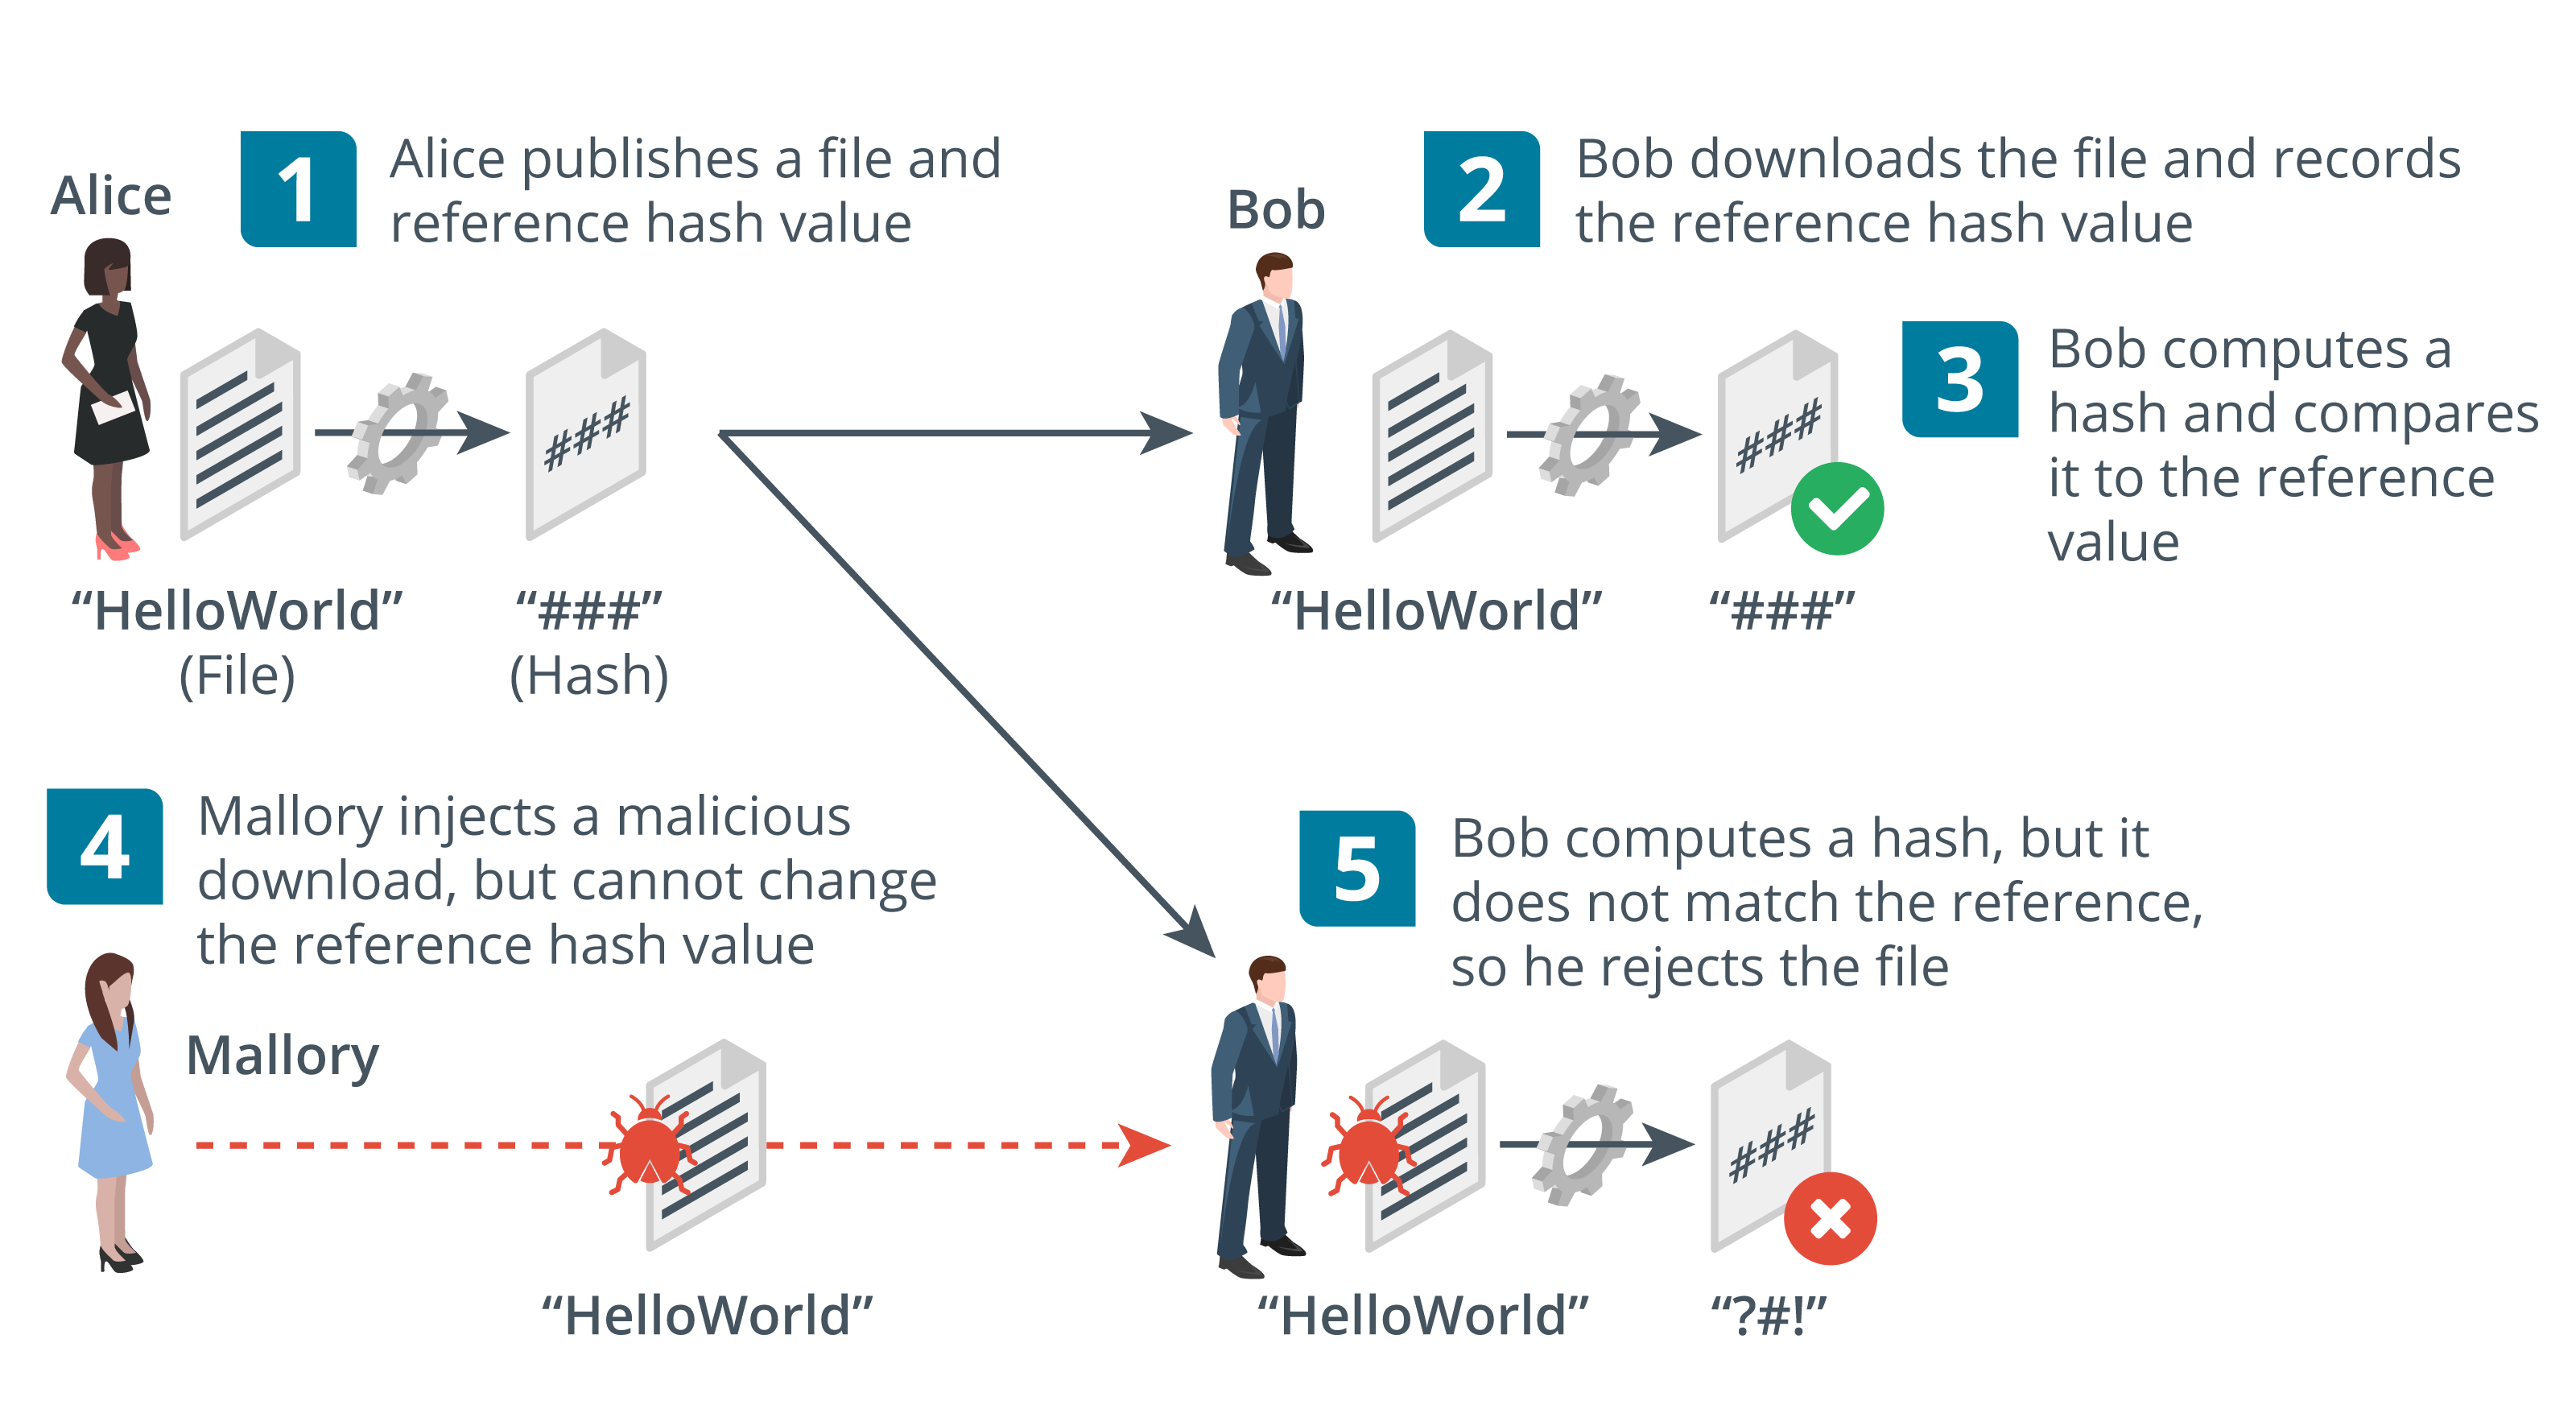 Alice
1
Alice publishes a file and
reference hash value
###
“HelloWorld”
(File)
“###”
(Hash)
Bob
2
Bob downloads the file and records
the reference hash value
3
Bob computes a
hash and compares
it to the reference
value
###
“HelloWorld”
“###”
4
Mallory injects a malicious
download, but cannot change
the reference hash value
Mallory
“HelloWorld”
5
Bob computes a hash, but it
does not match the reference,
so he rejects the file
###
“HelloWorld”
“?#!”